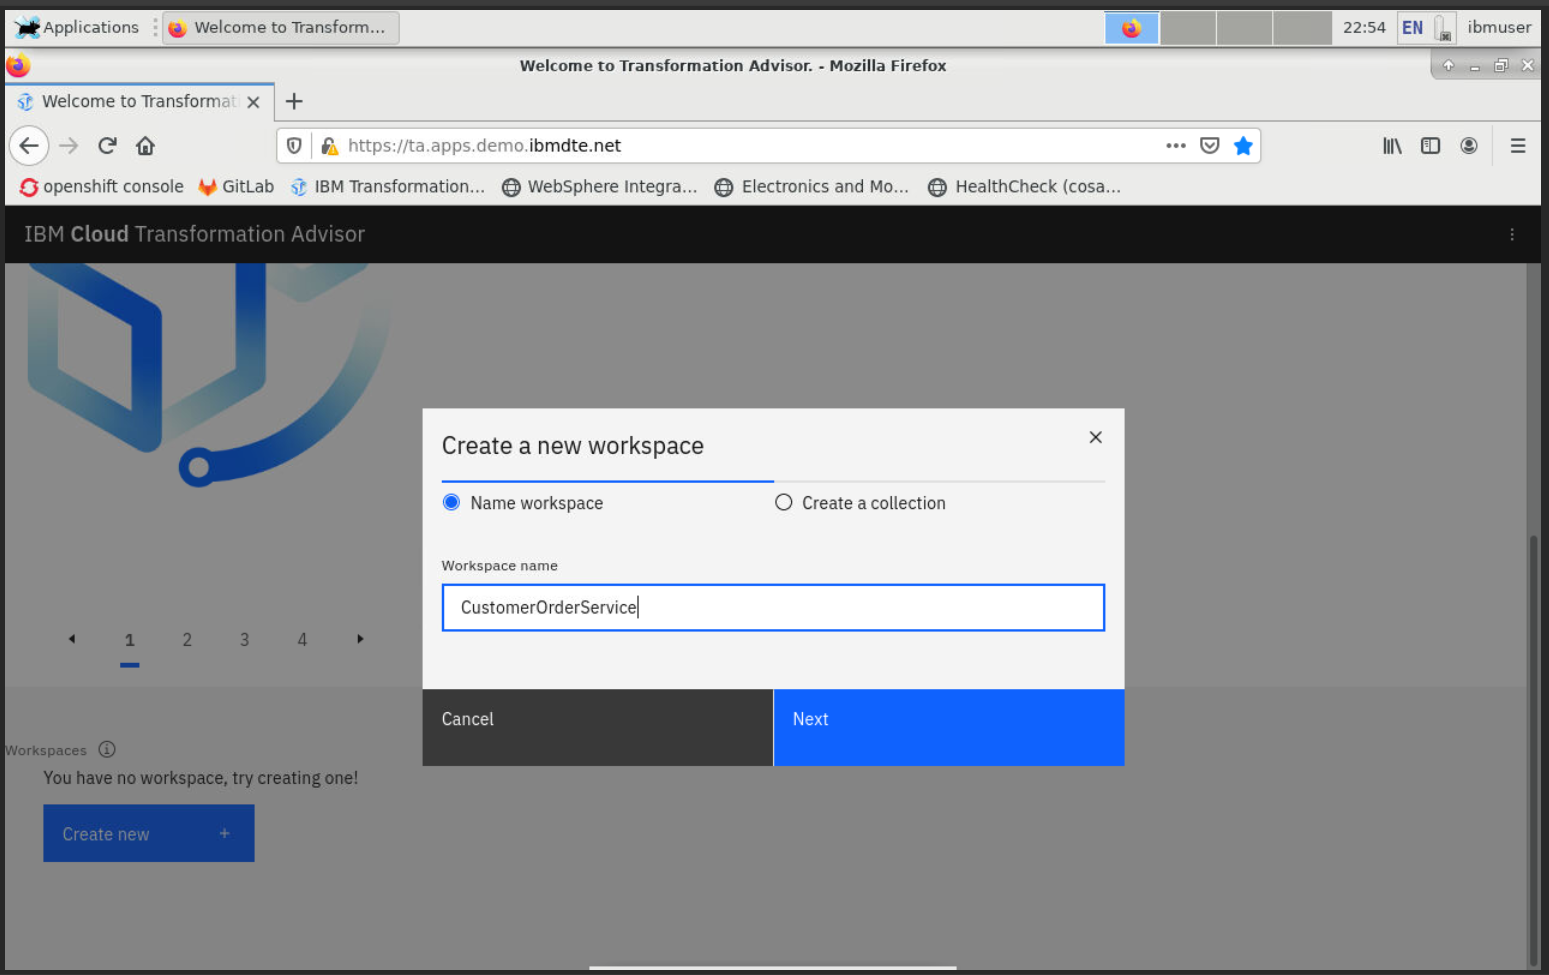 Applications
Welcome to Transform...
22:54
EN
ibmuser
Welcome to Transformation Advisor. - Mozilla Firefox
Welcome to Transformati
https://ta.apps.demo.ibmdte.net
openshift console
GitLab
IBM Transformation...
WebSphere Integra...
Electronics and Mo...
HealthCheck (cosa...
IBM Cloud Transformation Advisor
Create a new workspace
Name workspace
Create a collection
Workspace name
CustomerOrderService
1 2 3 4
Cancel
Next
Workspaces
You have no workspace, try creating one!
Create new +